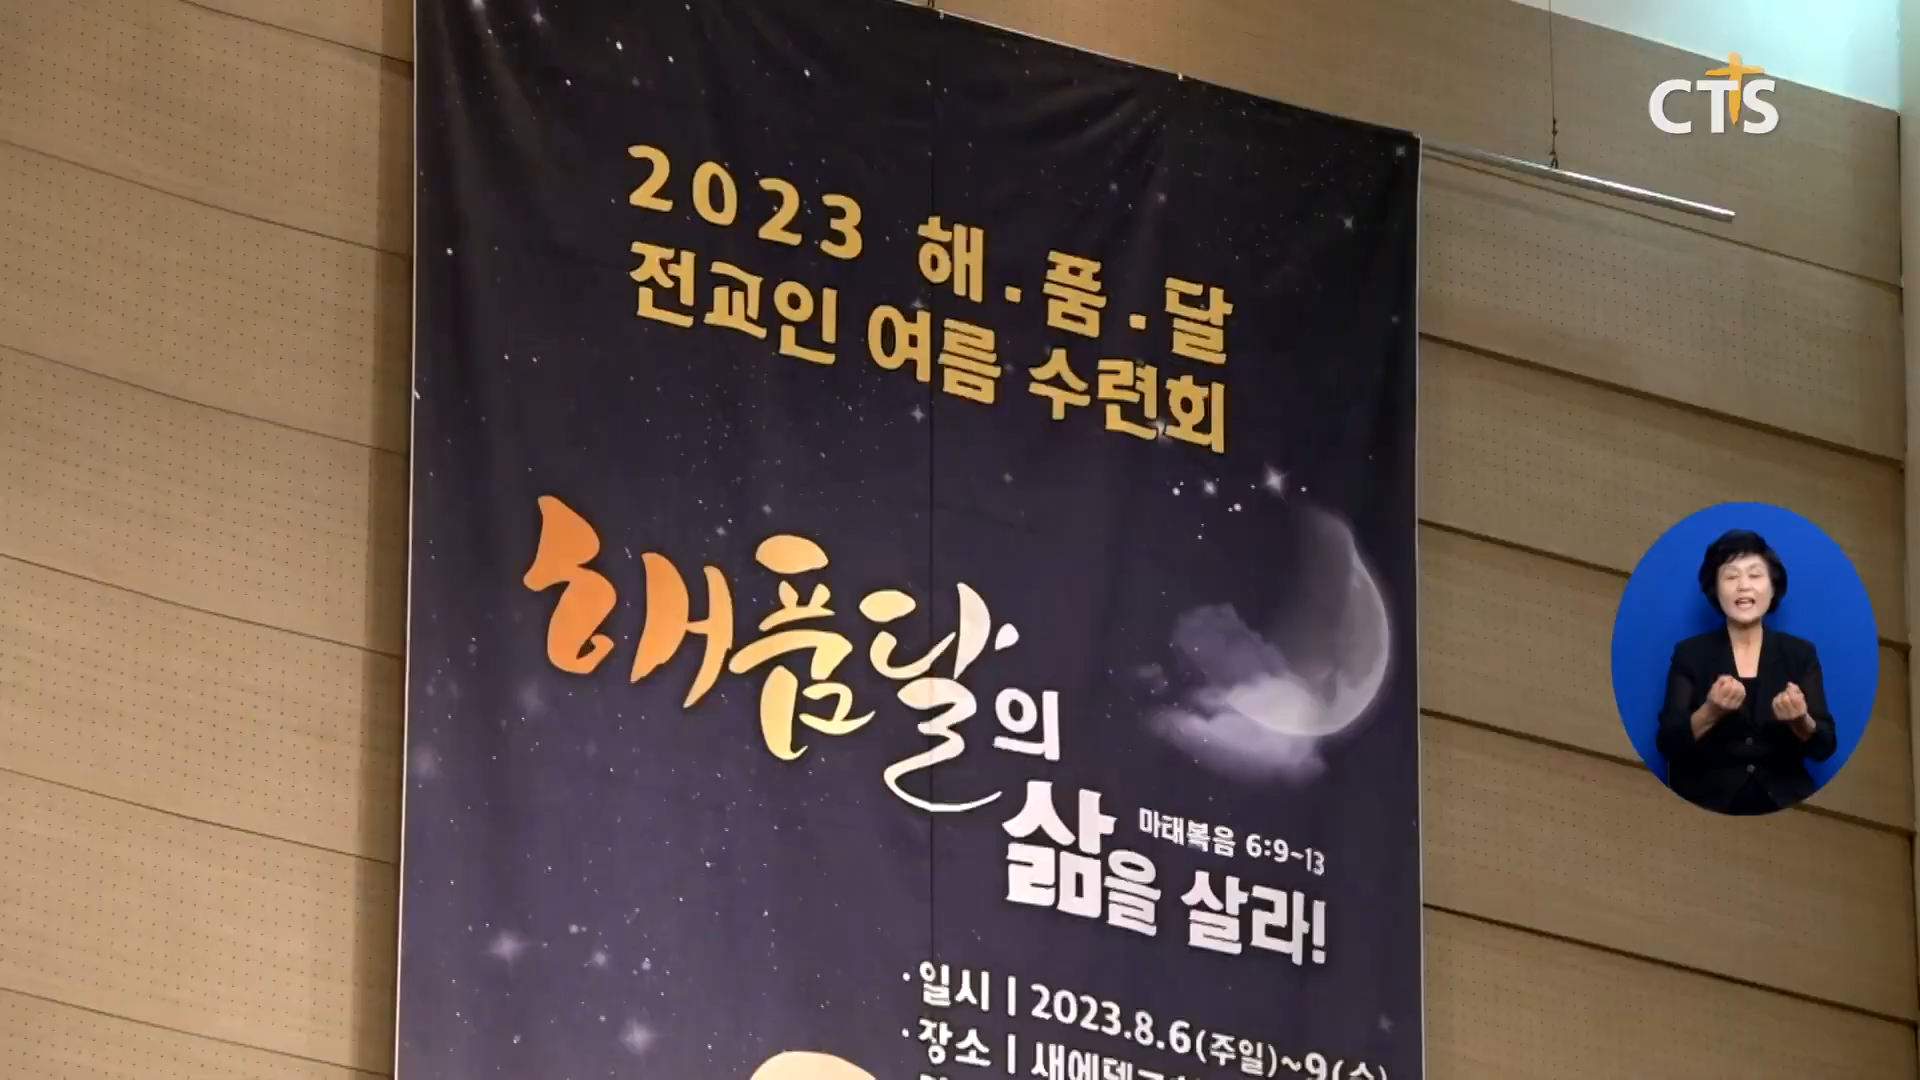 CTS
2023 해.품.달
전교인 여름 수련회
해품달의
삶을 살라!
마태복음 6:9~13
·일시 | 2023.8.6(주일)~9(수)
·장소 |